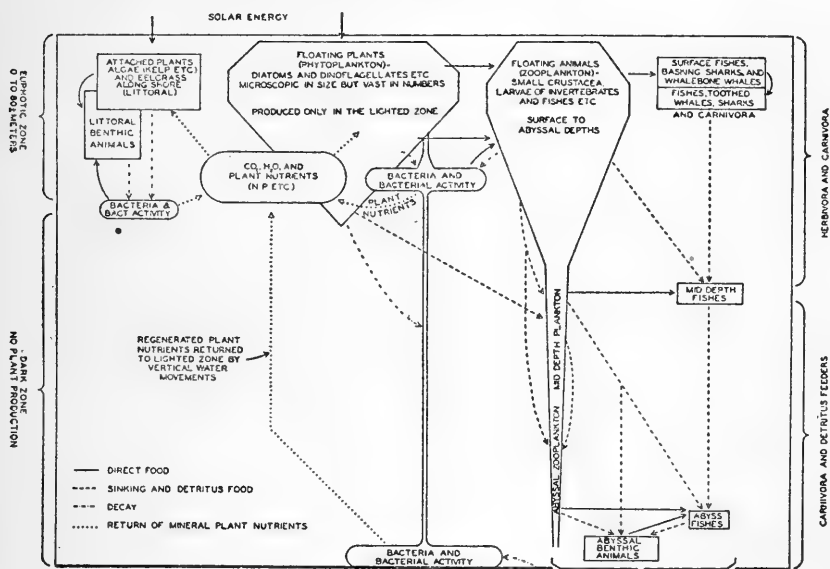 SOLAR ENERGY
EUPHOTIC ZONE
0 TO 80± METERS
ATTACHED PLANTS
ALGAE (KELP ETC)
AND EELGRASS
ALONG SHORE
(LITTORAL)
LITTORAL
BENTHIC
ANIMALS
BACTERIA &
BACT ACTIVITY
FLOATING PLANTS
(PHYTOPLANKTON)-
DIATOMS AND DINOFLAGELLATES ETC
MICROSCOPIC IN SIZE BUT VAST IN NUMBERS
PRODUCED ONLY IN THE LIGHTED ZONE
CO2, H2O, AND
PLANT NUTRIENTS
(N P ETC)
BACTERIA AND
BACTERIAL ACTIVITY
PLANT
NUTRIENTS
FLOATING ANIMALS
(ZOOPLANKTON)-
SMALL CRUSTACEA
LARVAE OF INVERTEBRATES
AND FISHES ETC
SURFACE TO
ABYSSAL DEPTHS
SURFACE FISHES,
BASKING SHARKS, AND
WHALEBONE WHALES
FISHES, TOOTHED
WHALES, SHARKS
AND CARNIVORA
HERBIVORA AND CARNIVORA
MID DEPTH
FISHES
MID DEPTH PLANKTON
ABYSSAL ZOOPLANKTON
DARK ZONE
NO PLANT PRODUCTION
REGENERATED PLANT
NUTRIENTS RETURNED
TO LIGHTED ZONE BY
VERTICAL WATER
MOVEMENTS
CARNIVORA AND DETRITUS FEEDERS
DIRECT FOOD
SINKING AND DETRITUS FOOD
DECAY
RETURN OF MINERAL PLANT NUTRIENTS
ABYSS
FISHES
ABYSSAL
BENTHIC
ANIMALS
BACTERIA AND
BACTERIAL ACTIVITY